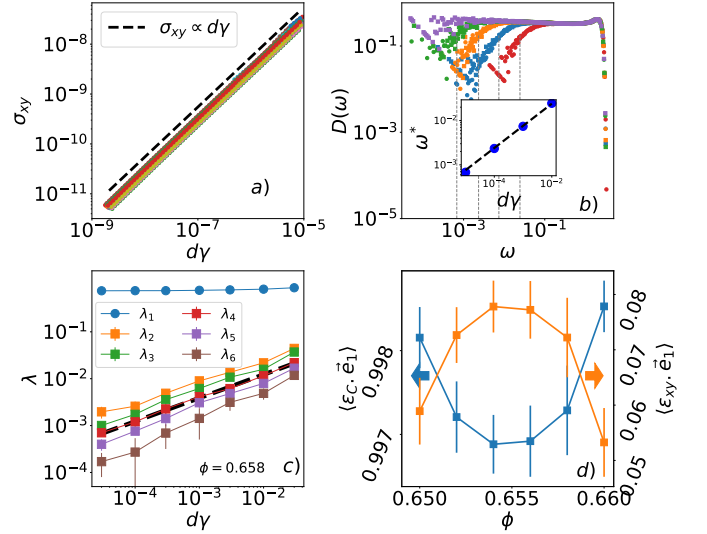 10⁻⁸
10⁻⁹
10⁻¹⁰
10⁻¹¹
σxy
σxy ∝ dγ
a)
10⁻⁹
10⁻⁷
10⁻⁵
dγ
10⁻¹
10⁻³
10⁻⁵
D(ω)
ω*
10⁻²
10⁻³
10⁻⁴
10⁻²
dγ
b)
10⁻³
10⁻¹
ω
10⁻¹
10⁻²
10⁻³
10⁻⁴
λ
λ₁ λ₄
λ₂ λ₅
λ₃ λ₆
ϕ = 0.658
c)
10⁻⁴
10⁻³
10⁻²
dγ
0.998
0.997
⟨εC. e⃗₁⟩
d)
0.08
0.07
0.06
0.05
⟨εxy. e⃗₁⟩
0.650
0.655
0.660
ϕ